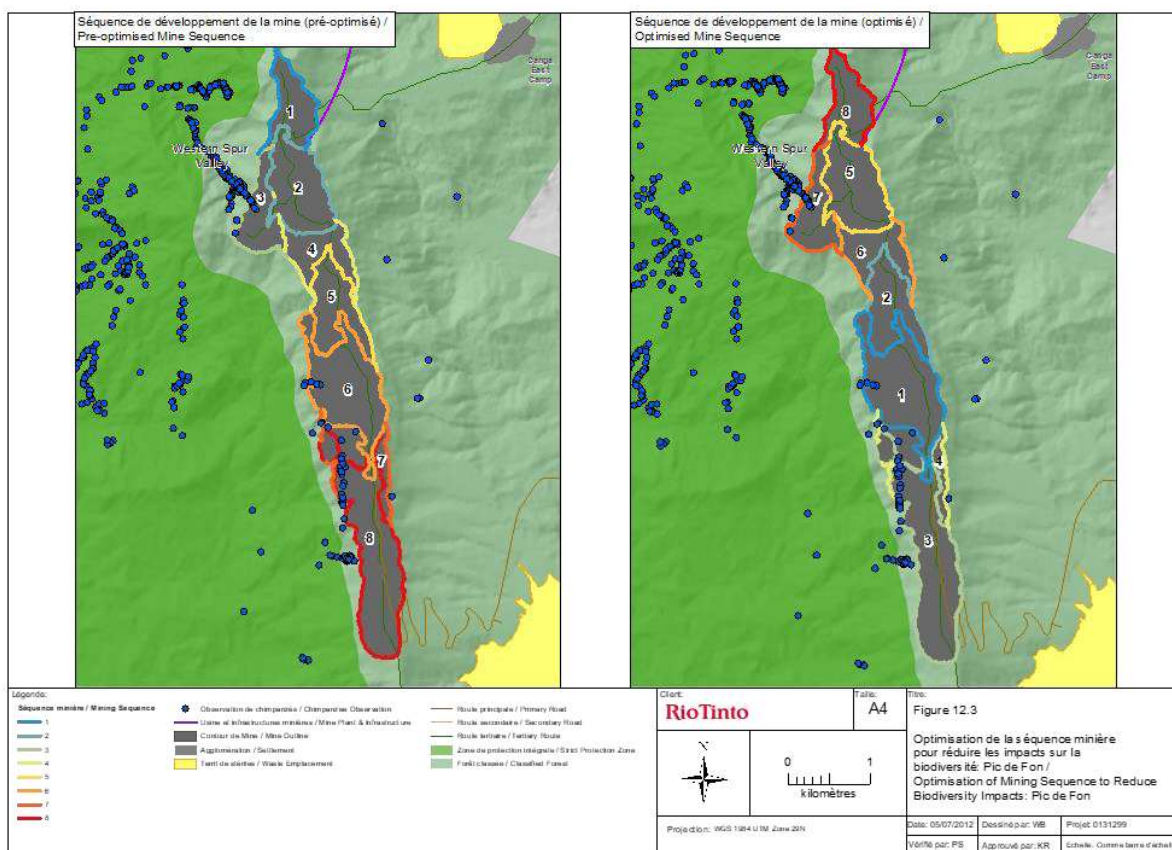 Séquence de développement de la mine (pré-optimisé) /
Pre-optimised Mine Sequence
Canga
East
Camp
1
Western Spur
Valley
2
3
4
5
6
7
8
Séquence de développement de la mine (optimisé) /
Optimised Mine Sequence
Canga
East
Camp
8
Western Spur
Valley
5
7
6
2
1
4
3
Légende:
Séquence minière / Mining Sequence
1
2
3
4
5
6
7
8
Observation de chimpanzés / Chimpanzee Observation
Usine et infrastructures minières / Mine Plant & Infrastructure
Contour de Mine / Mine Outline
Agglomération / Settlement
Terril de stériles / Waste Emplacement
Route principale / Primary Road
Route secondaire / Secondary Road
Route tertiaire / Tertiary Route
Zone de protection intégrale / Strict Protection Zone
Forêt classée / Classified Forest
Client:
RioTinto
Taille:
A4
N
0 1
kilomètres
Projection: WGS 1984 UTM Zone 29N
Titre:
Figure 12.3
Optimisation de la séquence minière
pour réduire les impacts sur la
biodiversité: Pic de Fon /
Optimisation of Mining Sequence to Reduce
Biodiversity Impacts: Pic de Fon
Date: 05/07/2012 Dessiné par: WB Projet: 0131299
Vérifié par: PS Approuvé par: KR Echelle: Comme barre d'échelle